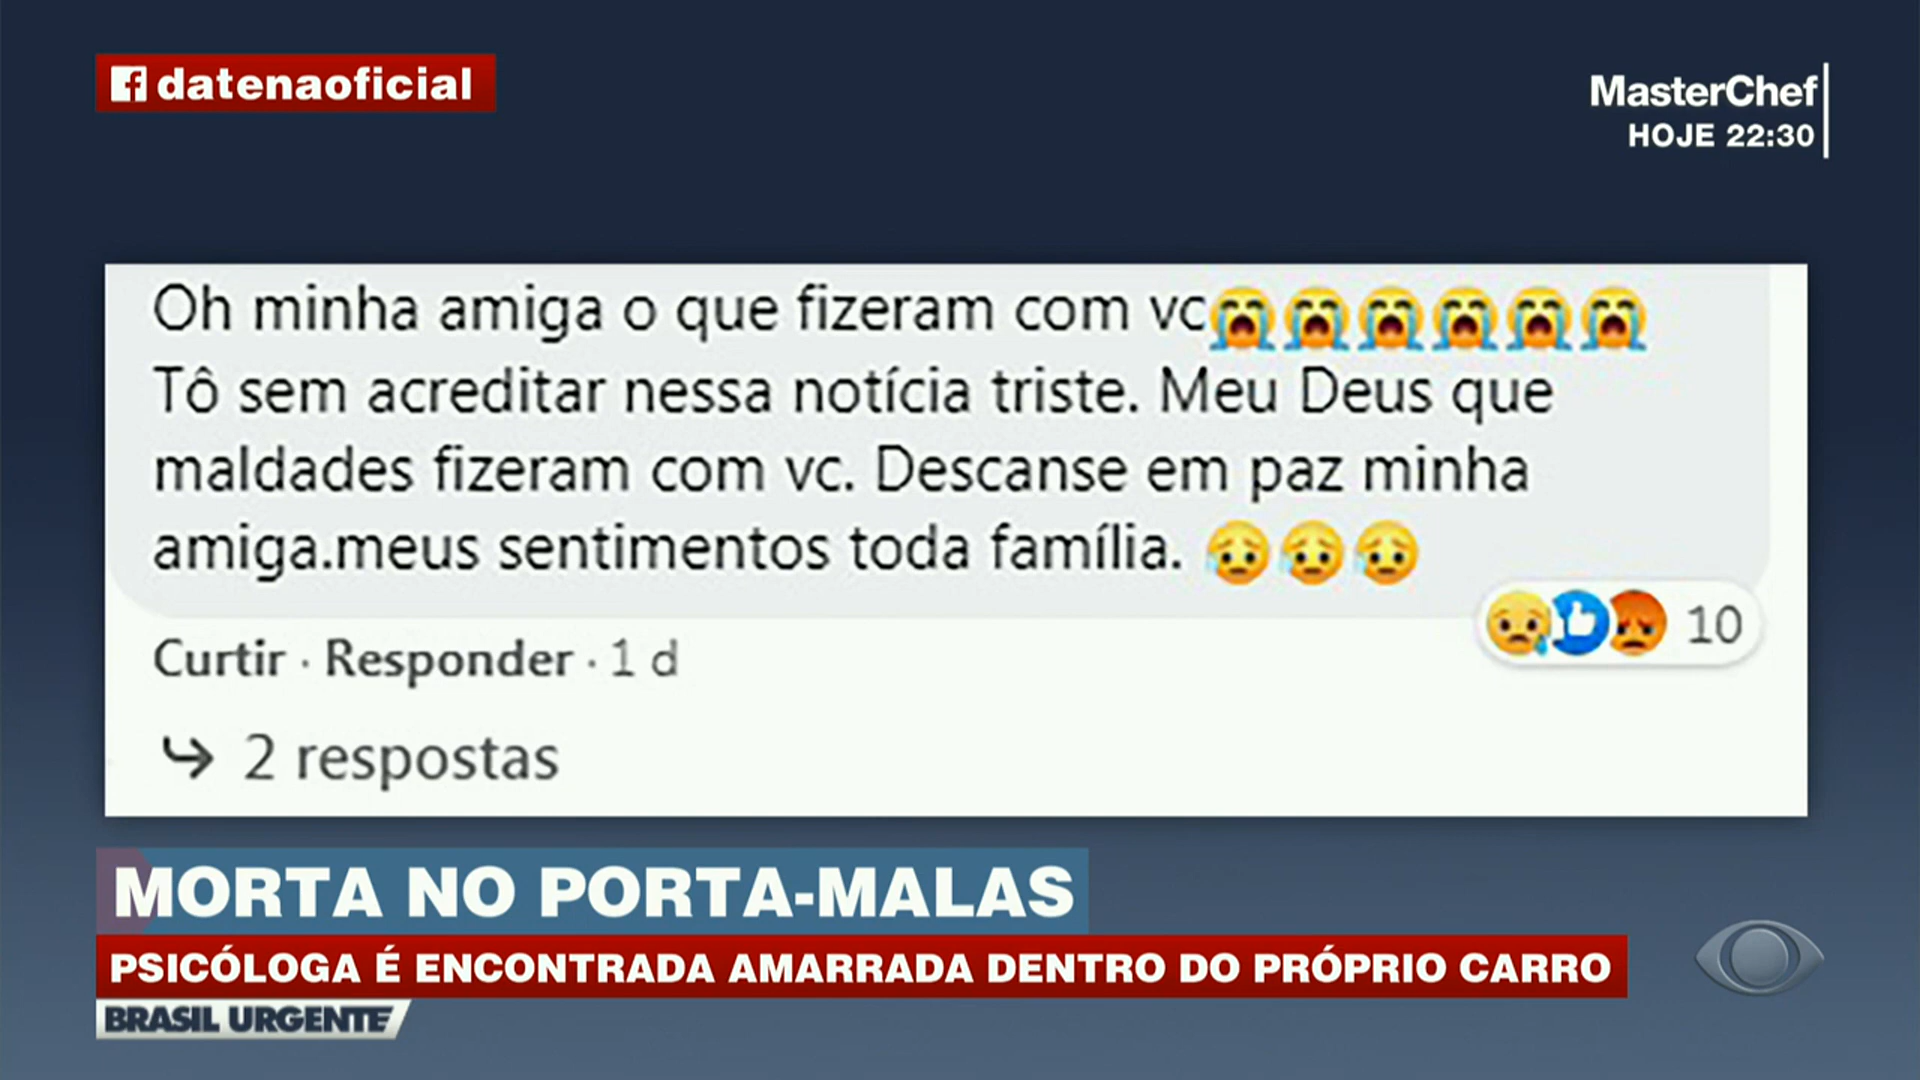 datenaoficial
MasterChef
HOJE 22:30
Oh minha amiga o que fizeram com vc😭😭😭😭😭😭
Tô sem acreditar nessa notícia triste. Meu Deus que
maldades fizeram com vc. Descanse em paz minha
amiga.meus sentimentos toda família. 😥😥😥
10
Curtir · Responder · 1 d
2 respostas
MORTA NO PORTA-MALAS
PSICÓLOGA É ENCONTRADA AMARRADA DENTRO DO PRÓPRIO CARRO
BRASIL URGENTE